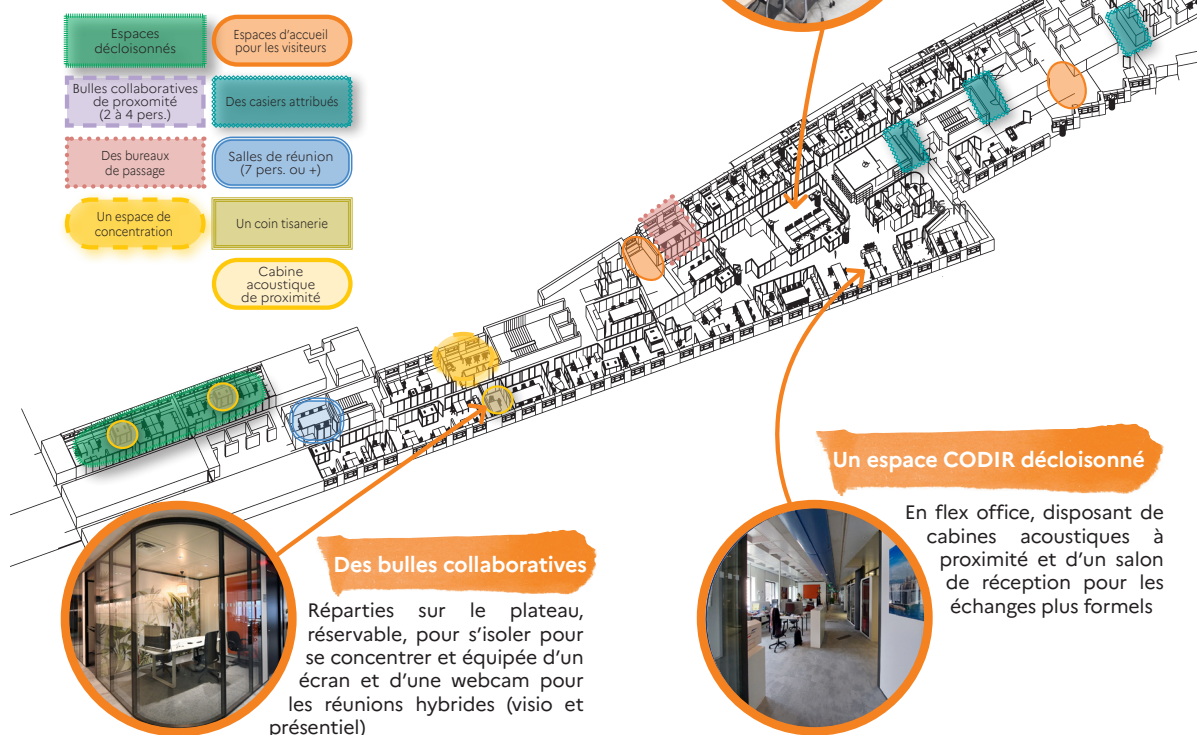 Espaces
décloisonnés
Espaces d'accueil
pour les visiteurs
Bulles collaboratives
de proxomité
(2 à 4 pers.)
Des casiers attribués
Des bureaux
de passage
Salles de réunion
(7 pers. ou +)
Un espace de
concentration
Un coin tisanerie
Cabine
acoustique
de proximité
Un espace CODIR décloisonné
En flex office, disposant de
cabines acoustiques à
proximité et d'un salon
de réception pour les
échanges plus formels
Des bulles collaboratives
Réparties sur le plateau,
réservable, pour s'isoler pour
se concentrer et équipée d'un
écran et d'une webcam pour
les réunions hybrides (visio et
présentiel)